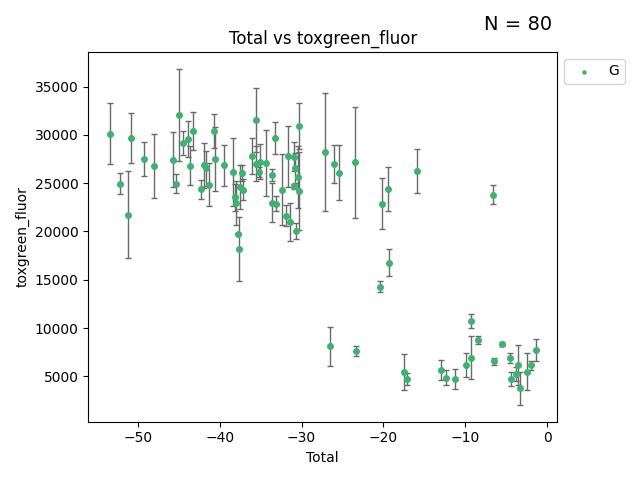 N = 80
Total vs toxgreen_fluor
G
35000
30000
25000
20000
15000
10000
5000
toxgreen_fluor
−50 −40 −30 −20 −10 0
Total